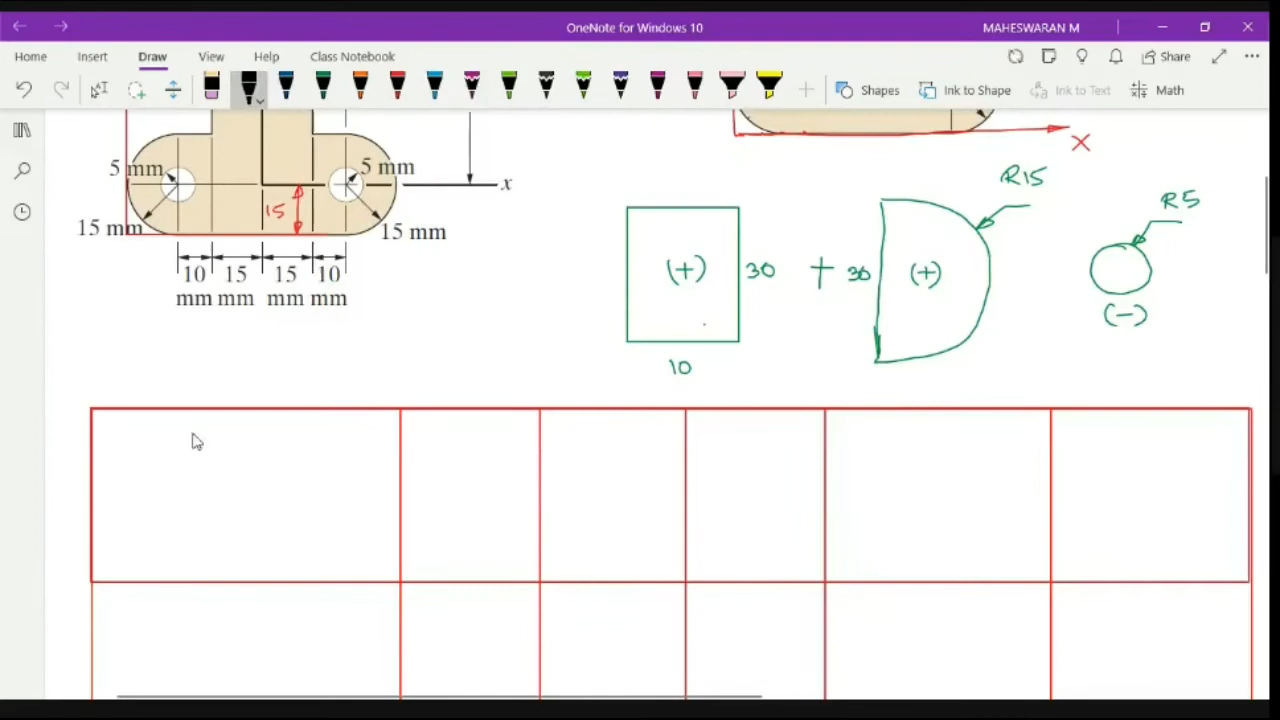 OneNote for Windows 10
MAHESWARAN M
Home Insert Draw View Help Class Notebook
Share
Shapes Ink to Shape Ink to Text Math
X
5 mm
5 mm
x
15
15 mm
15 mm
10 15 15 10
mm mm mm mm
R15
R5
(+) 30 + 30 (+)
(-)
10